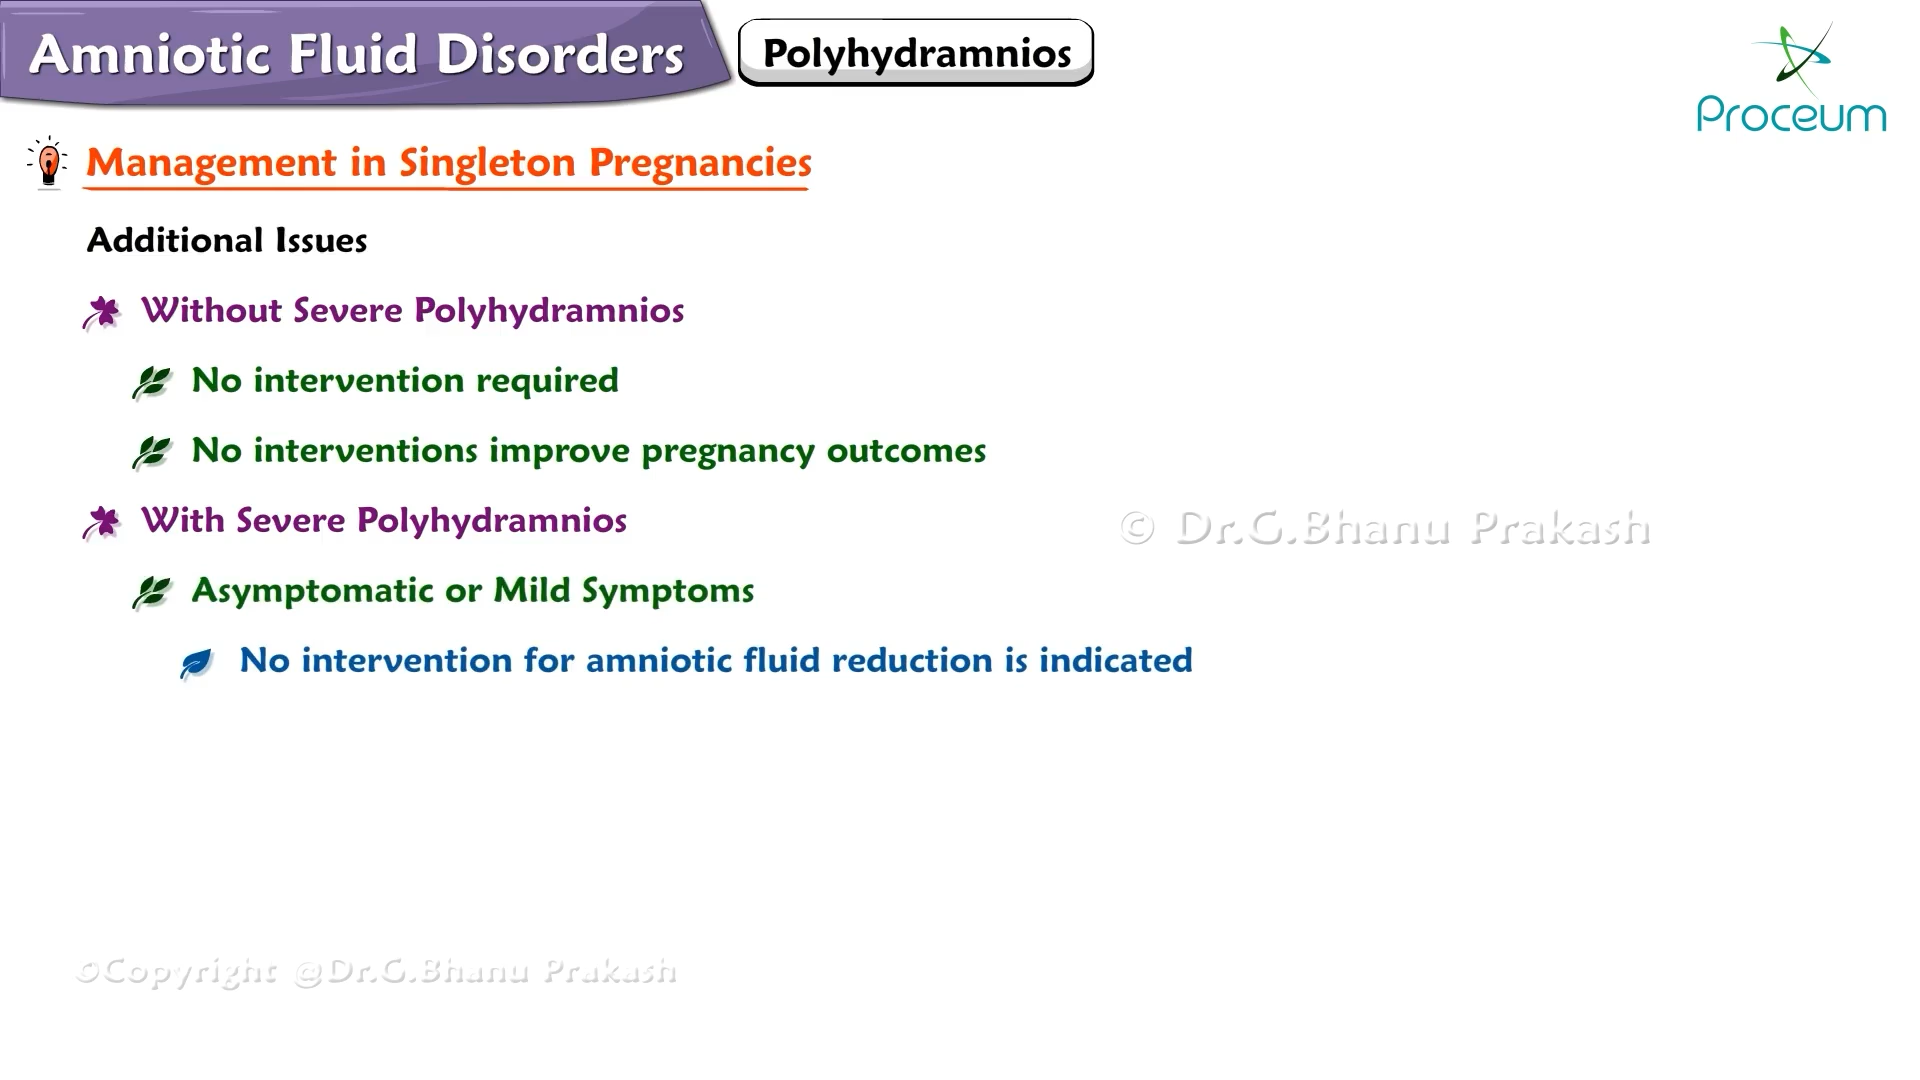 Amniotic Fluid Disorders
Polyhydramnios
Proceum
Management in Singleton Pregnancies
Additional Issues
Without Severe Polyhydramnios
No intervention required
No interventions improve pregnancy outcomes
With Severe Polyhydramnios
© Dr.G.Bhanu Prakash
Asymptomatic or Mild Symptoms
No intervention for amniotic fluid reduction is indicated
©Copyright @Dr.G.Bhanu Prakash